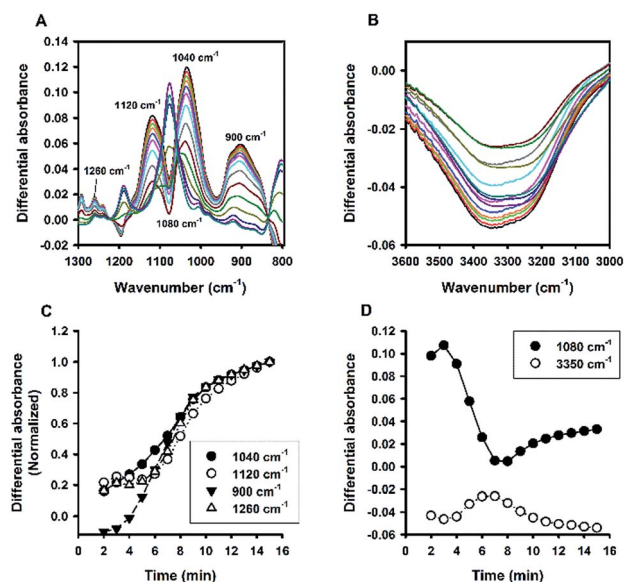 A
1040 cm-1
1120 cm-1
900 cm-1
1260 cm-1
1080 cm-1
Differential absorbance
0.14
0.12
0.10
0.08
0.06
0.04
0.02
0.00
-0.02
1300 1200 1100 1000 900 800
Wavenumber (cm-1)
B
Differential absorbance
0.00
-0.02
-0.04
-0.06
3600 3500 3400 3300 3200 3100 3000
Wavenumber (cm-1)
C
Differential absorbance
(Normalized)
1.2
1.0
0.8
0.6
0.4
0.2
0.0
1040 cm-1
1120 cm-1
900 cm-1
1260 cm-1
0 2 4 6 8 10 12 14 16
Time (min)
D
Differential absorbance
0.12
0.10
0.08
0.06
0.04
0.02
0.00
-0.02
-0.04
-0.06
1080 cm-1
3350 cm-1
0 2 4 6 8 10 12 14 16
Time (min)